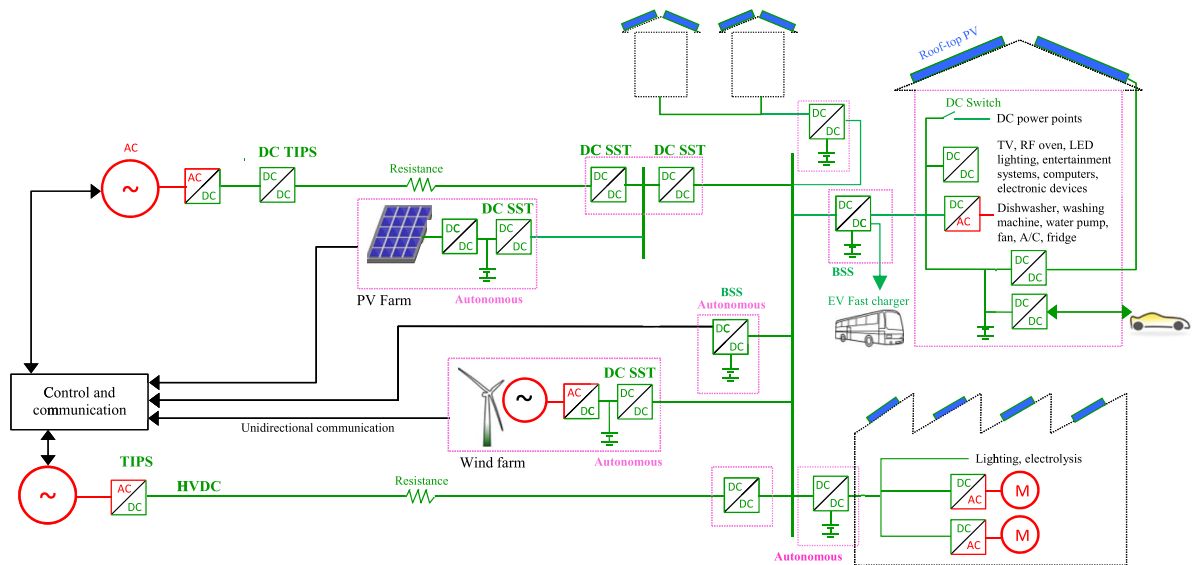 Roof-top PV
DC
DC
DC Switch
DC power points
TV, RF oven, LED
lighting, entertainment
systems, computers,
electronic devices
DC
DC
Dishwasher, washing
machine, water pump,
fan, A/C, fridge
DC
AC
DC
DC
DC
DC
AC
~
AC
DC
DC TIPS
DC
DC
Resistance
DC SST
DC SST
DC
DC
DC
DC
DC SST
DC
DC
DC
DC
PV Farm
Autonomous
DC
DC
BSS
EV Fast charger
BSS
Autonomous
DC
DC
Control and
communication
Unidirectional communication
~
AC
DC
DC SST
DC
DC
Wind farm
Autonomous
~
TIPS
AC
DC
HVDC
Resistance
DC
DC
DC
DC
Autonomous
Lighting, electrolysis
DC
AC
M
DC
AC
M